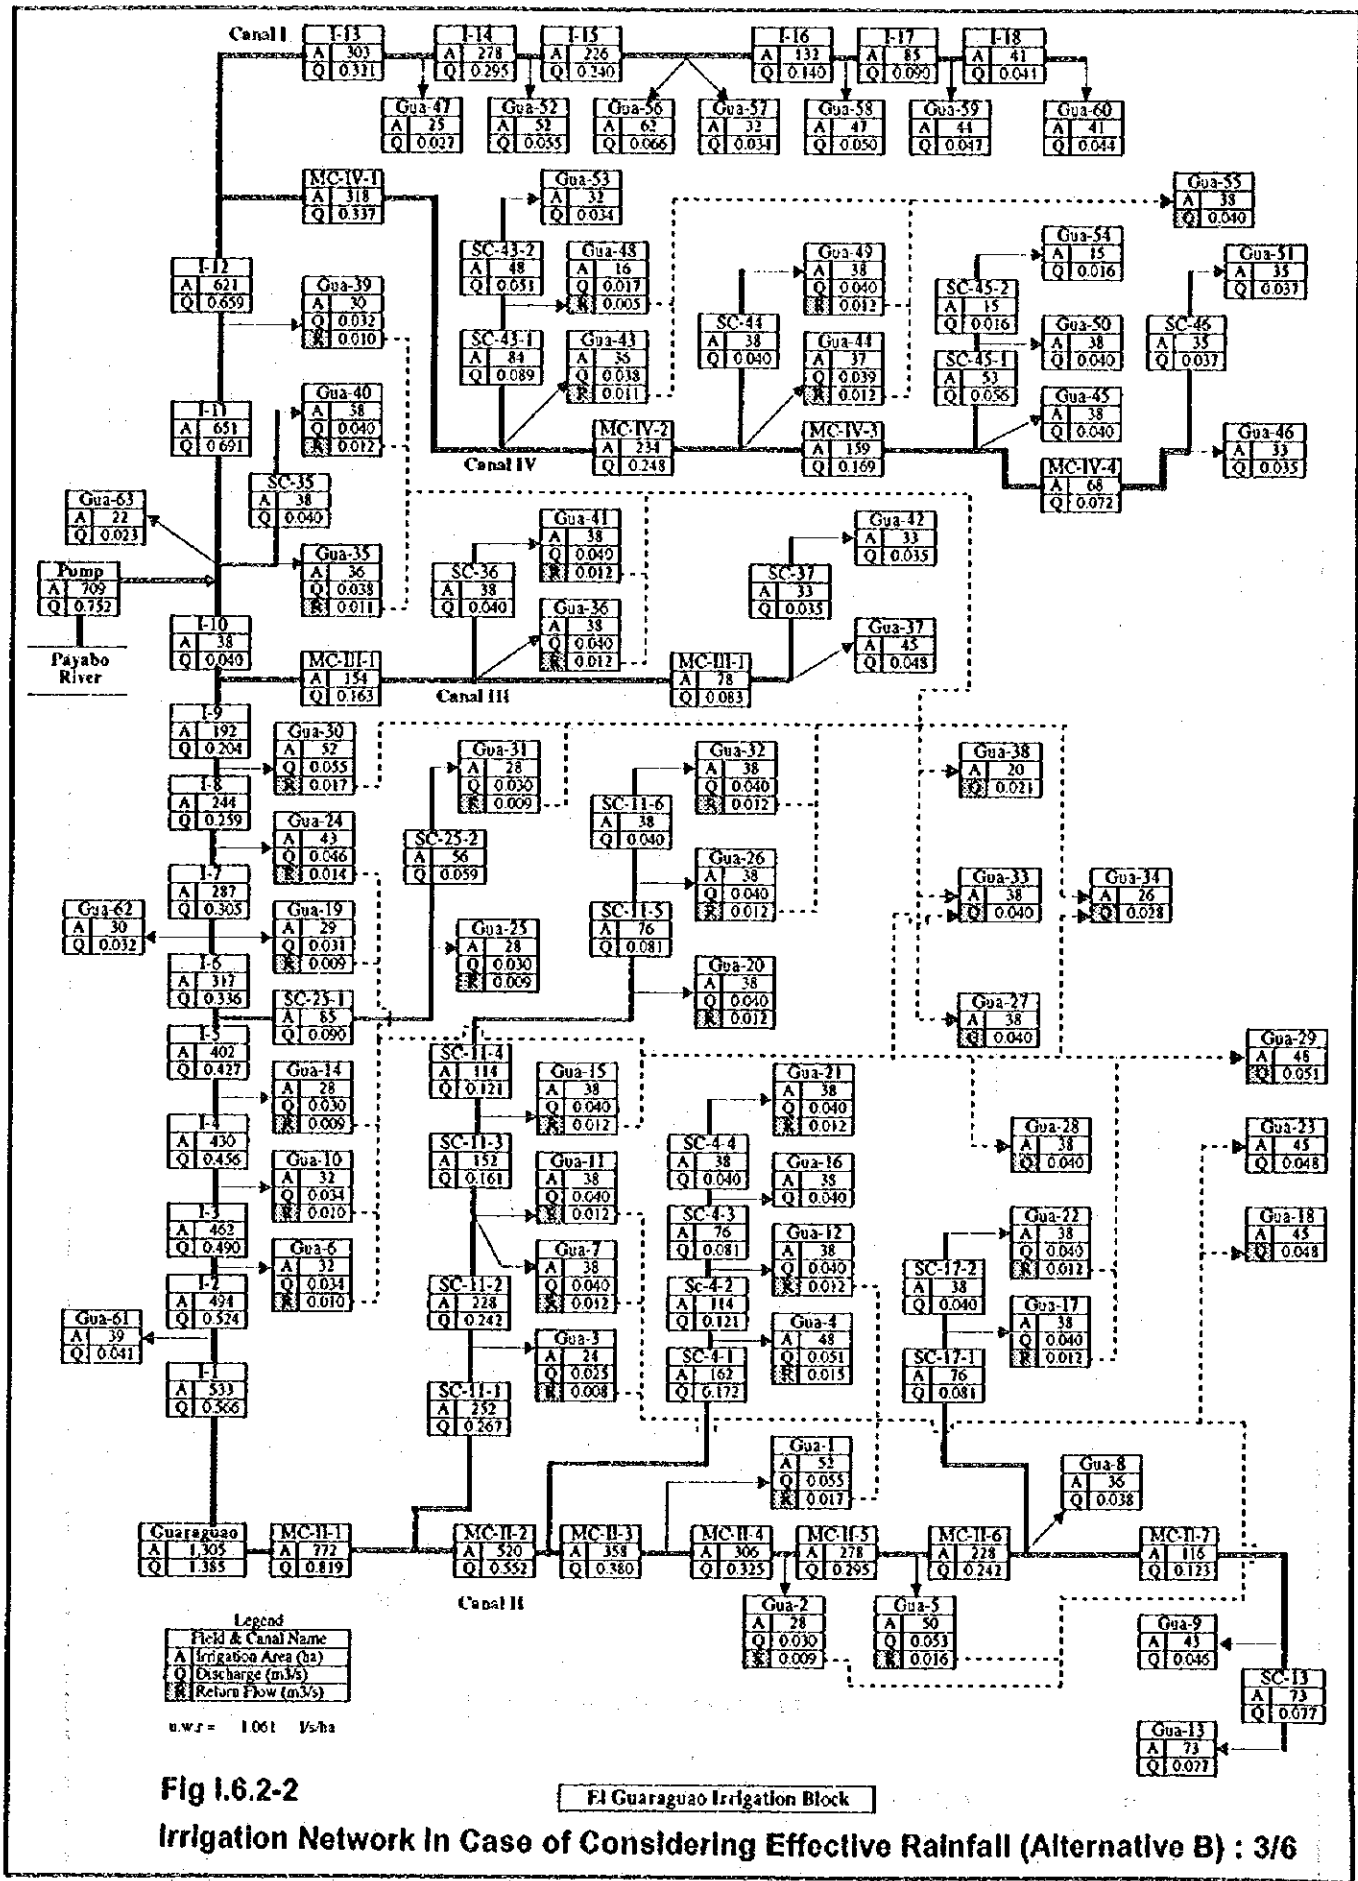 Canal I
I-13
A 303
Q 0.321
I-14
A 278
Q 0.295
I-15
A 226
Q 0.240
I-16
A 132
Q 0.140
I-17
A 85
Q 0.090
I-18
A 41
Q 0.044
Gua-47
A 25
Q 0.027
Gua-52
A 52
Q 0.055
Gua-56
A 62
Q 0.066
Gua-57
A 32
Q 0.034
Gua-58
A 47
Q 0.050
Gua-59
A 44
Q 0.047
Gua-60
A 41
Q 0.044
MC-IV-1
A 318
Q 0.337
Gua-53
A 32
Q 0.034
Gua-55
A 38
Q 0.040
I-12
A 621
Q 0.659
Gua-39
A 30
Q 0.032
R 0.010
SC-43-2
A 48
Q 0.051
Gua-48
A 16
Q 0.017
R 0.005
Gua-49
A 38
Q 0.040
R 0.012
Gua-54
A 15
Q 0.016
Gua-51
A 35
Q 0.037
SC-45-2
A 15
Q 0.016
SC-43-1
A 84
Q 0.089
Gua-43
A 36
Q 0.038
R 0.011
SC-44
A 38
Q 0.040
Gua-44
A 37
Q 0.039
R 0.012
Gua-50
A 38
Q 0.040
SC-46
A 35
Q 0.037
SC-45-1
A 53
Q 0.056
Gua-40
A 38
Q 0.040
R 0.012
I-11
A 651
Q 0.691
Gua-45
A 38
Q 0.040
MC-IV-2
A 234
Q 0.248
MC-IV-3
A 159
Q 0.169
Gua-46
A 33
Q 0.035
Canal IV
MC-IV-4
A 68
Q 0.072
SC-35
A 38
Q 0.040
Gua-63
A 22
Q 0.023
Pump
A 709
Q 0.752
Payabo
River
Gua-35
A 36
Q 0.038
R 0.011
Gua-41
A 38
Q 0.040
R 0.012
Gua-42
A 33
Q 0.035
SC-36
A 38
Q 0.040
SC-37
A 33
Q 0.035
I-10
A 38
Q 0.040
Gua-36
A 38
Q 0.040
R 0.012
Gua-37
A 45
Q 0.048
MC-III-1
A 154
Q 0.163
Canal III
MC-III-1
A 78
Q 0.083
I-9
A 192
Q 0.204
Gua-30
A 52
Q 0.055
R 0.017
Gua-31
A 28
Q 0.030
R 0.009
Gua-32
A 38
Q 0.040
R 0.012
Gua-38
A 20
Q 0.021
I-8
A 244
Q 0.259
SC-11-6
A 38
Q 0.040
Gua-24
A 43
Q 0.046
R 0.014
SC-25-2
A 56
Q 0.059
Gua-26
A 38
Q 0.040
R 0.012
I-7
A 287
Q 0.305
Gua-33
A 38
Q 0.040
Gua-34
A 26
Q 0.028
Gua-62
A 30
Q 0.032
Gua-19
A 29
Q 0.031
R 0.009
Gua-25
A 28
Q 0.030
R 0.009
SC-11-5
A 76
Q 0.081
I-6
A 317
Q 0.336
Gua-20
A 38
Q 0.040
R 0.012
SC-25-1
A 85
Q 0.090
Gua-27
A 38
Q 0.040
I-5
A 402
Q 0.427
SC-11-4
A 114
Q 0.121
Gua-29
A 48
Q 0.051
Gua-14
A 28
Q 0.030
R 0.009
Gua-15
A 38
Q 0.040
R 0.012
Gua-21
A 38
Q 0.040
R 0.012
I-4
A 430
Q 0.456
SC-11-3
A 152
Q 0.161
SC-4-4
A 38
Q 0.040
Gua-28
A 38
Q 0.040
Gua-23
A 45
Q 0.048
Gua-10
A 32
Q 0.034
R 0.010
Gua-11
A 38
Q 0.040
R 0.012
Gua-16
A 38
Q 0.040
I-3
A 462
Q 0.490
SC-4-3
A 76
Q 0.081
Gua-22
A 38
Q 0.040
R 0.012
Gua-18
A 45
Q 0.048
Gua-6
A 32
Q 0.034
R 0.010
Gua-7
A 38
Q 0.040
R 0.012
Gua-12
A 38
Q 0.040
R 0.012
SC-17-2
A 38
Q 0.040
I-2
A 494
Q 0.524
SC-11-2
A 228
Q 0.242
Sc-4-2
A 114
Q 0.121
Gua-17
A 38
Q 0.040
R 0.012
Gua-61
A 39
Q 0.041
Gua-3
A 24
Q 0.025
R 0.008
Gua-4
A 48
Q 0.051
R 0.015
I-1
A 533
Q 0.566
SC-4-1
A 162
Q 0.172
SC-17-1
A 76
Q 0.081
SC-11-1
A 252
Q 0.267
Gua-1
A 52
Q 0.055
R 0.017
Gua-8
A 36
Q 0.038
Guaraguao
A 1.305
Q 1.385
MC-II-1
A 772
Q 0.819
MC-II-2
A 520
Q 0.552
MC-II-3
A 358
Q 0.380
MC-II-4
A 306
Q 0.325
MC-II-5
A 278
Q 0.295
MC-II-6
A 228
Q 0.242
MC-II-7
A 116
Q 0.123
Canal II
Gua-2
A 28
Q 0.030
R 0.009
Gua-5
A 50
Q 0.053
R 0.016
Gua-9
A 43
Q 0.046
SC-13
A 73
Q 0.077
Gua-13
A 73
Q 0.077
Legend
Field & Canal Name
A Irrigation Area (ha)
Q Discharge (m3/s)
R Return Flow (m3/s)
u.w.r = 1.061 l/s/ha
Fig I.6.2-2
El Guaraguao Irrigation Block
Irrigation Network in Case of Considering Effective Rainfall (Alternative B) : 3/6